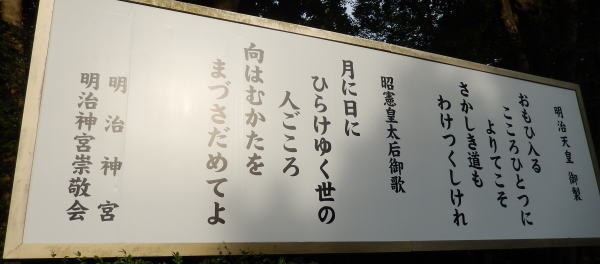 明治天皇 御製
おもひ入る
こころひとつに
よりてこそ
さかしき道も
わけつくしけれ
昭憲皇太后御歌
月に日に
ひらけゆく世の
人ごころ
向はむかたを
まづさだめてよ
明治神宮
明治神宮崇敬会